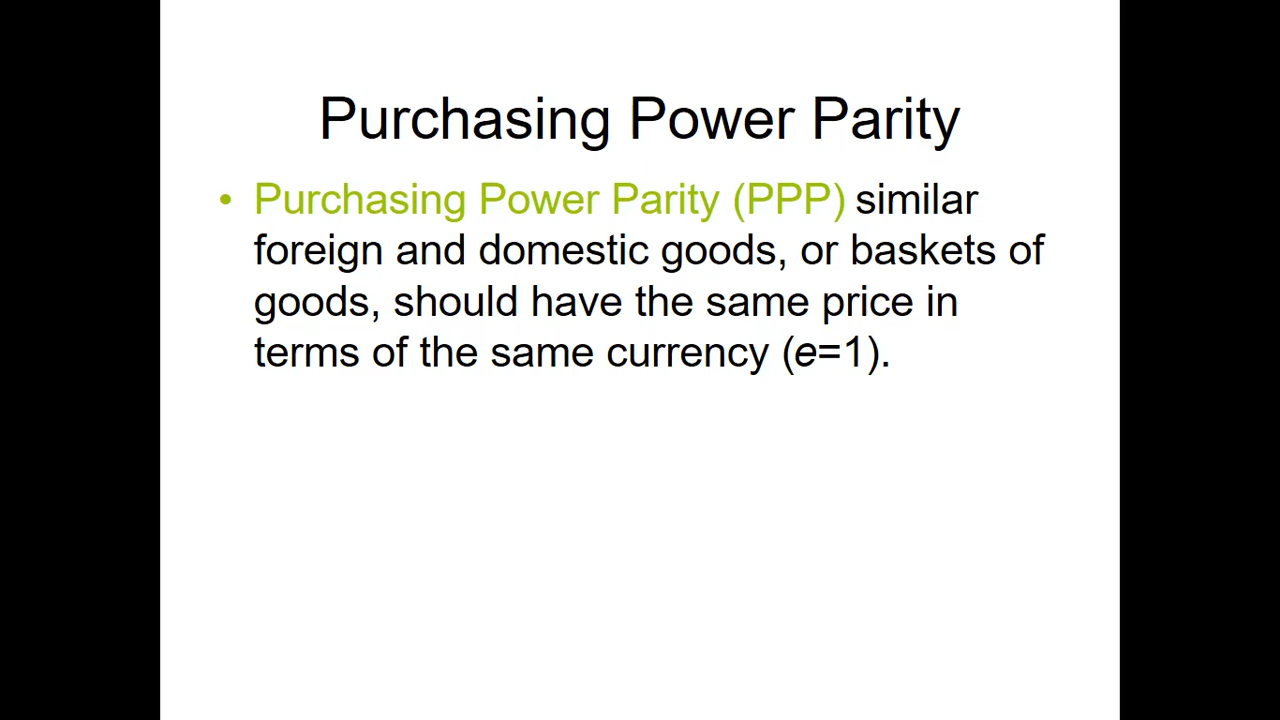 Purchasing Power Parity
• Purchasing Power Parity (PPP) similar
foreign and domestic goods, or baskets of
goods, should have the same price in
terms of the same currency (e=1).